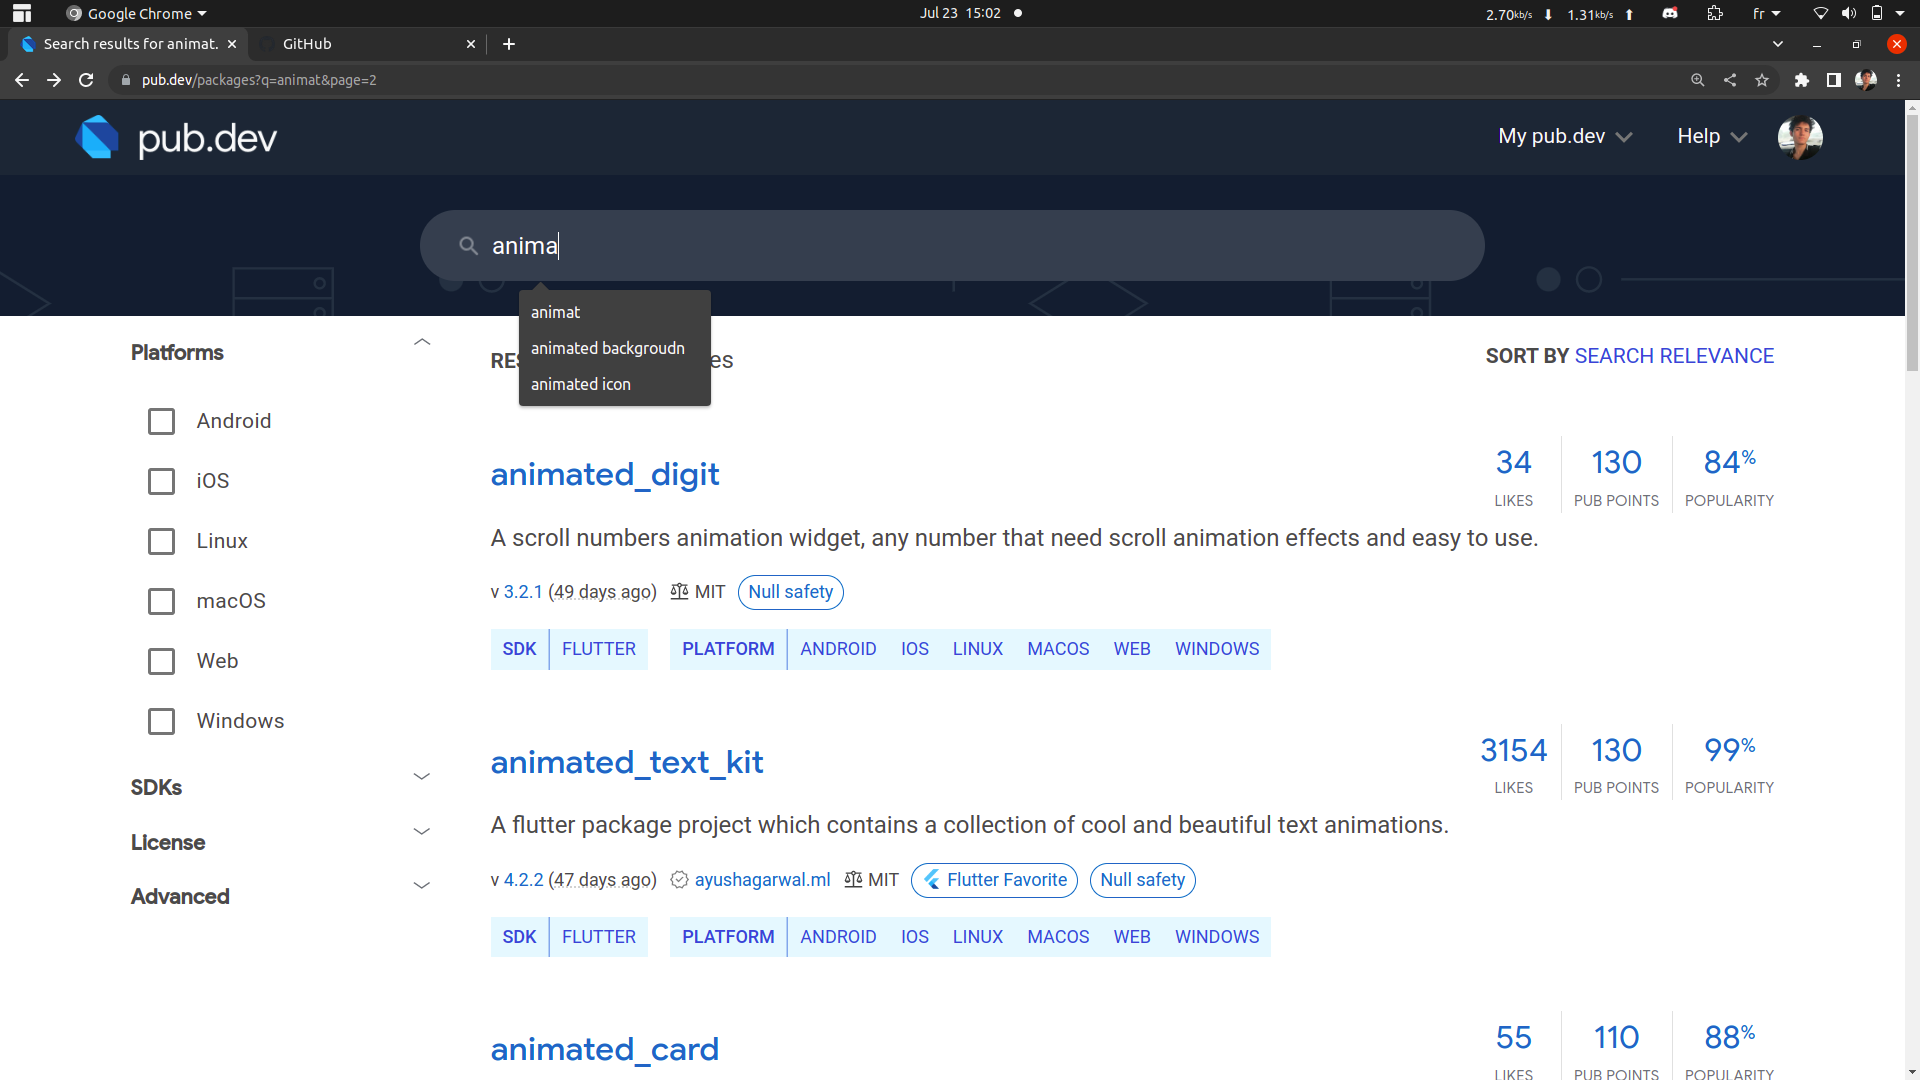 Google Chrome
Jul 23 15:02
2.70kb/s 1.31kb/s fr
Search results for animat.
GitHub
pub.dev/packages?q=animat&page=2
pub.dev
My pub.dev
Help
anima
animat
animated backgroudn
animated icon
Platforms
Android
iOS
Linux
macOS
Web
Windows
SDKs
License
Advanced
SORT BY SEARCH RELEVANCE
animated_digit
34 LIKES
130 PUB POINTS
84% POPULARITY
A scroll numbers animation widget, any number that need scroll animation effects and easy to use.
v 3.2.1 (49 days ago) MIT Null safety
SDK FLUTTER PLATFORM ANDROID IOS LINUX MACOS WEB WINDOWS
animated_text_kit
3154 LIKES
130 PUB POINTS
99% POPULARITY
A flutter package project which contains a collection of cool and beautiful text animations.
v 4.2.2 (47 days ago) ayushagarwal.ml MIT Flutter Favorite Null safety
SDK FLUTTER PLATFORM ANDROID IOS LINUX MACOS WEB WINDOWS
animated_card
55 LIKES
110 PUB POINTS
88% POPULARITY